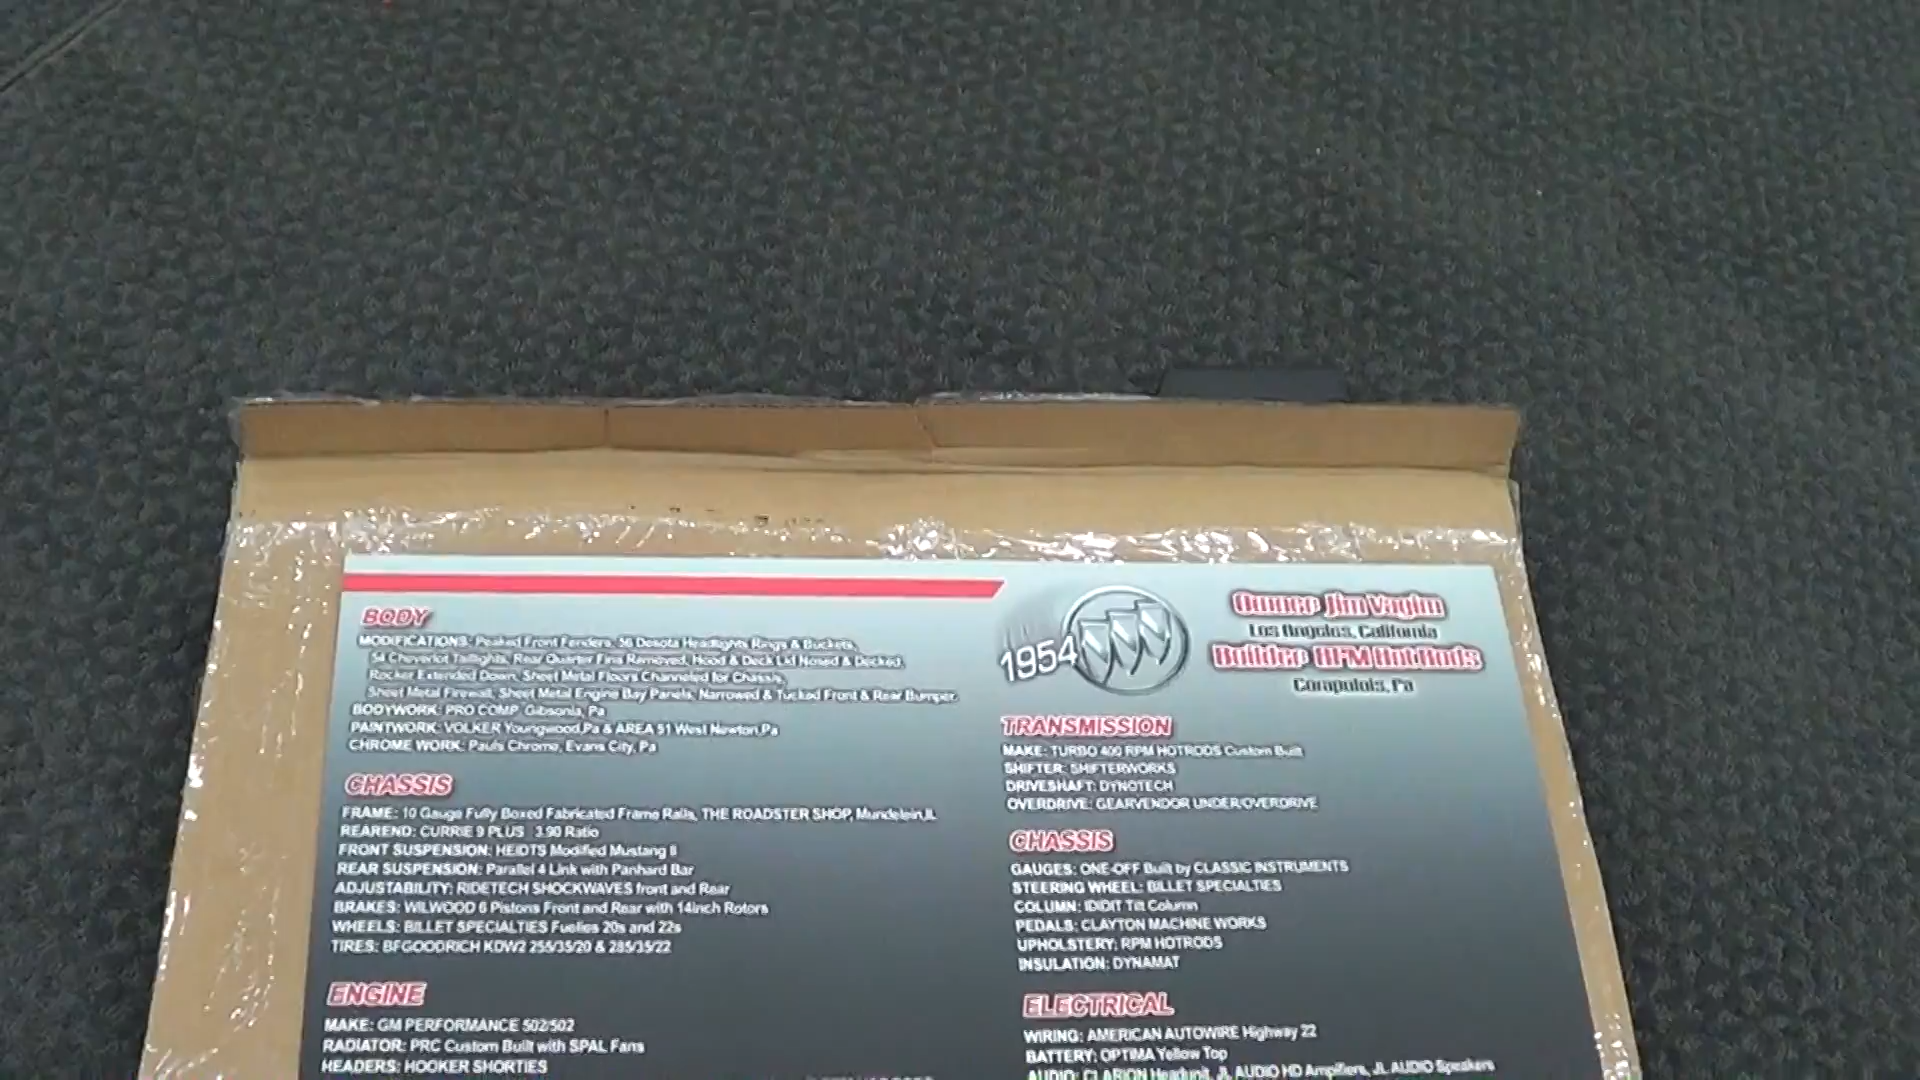 BODY
MODIFICATIONS: Peaked Front Fenders, 56 Desota Headlights Rings & Buckets,
54 Cheverlot Taillights, Rear Quarter Fins Removed, Hood & Deck Lid Nosed & Decked,
Rocker Extended Down, Sheet Metal Floors Channeled for Chassis,
Sheet Metal Firewall, Sheet Metal Engine Bay Panels, Narrowed & Tucked Front & Rear Bumper.
BODYWORK: PRO COMP, Gibsonia, Pa
PAINTWORK: VOLKER Youngwood,Pa & AREA 51 West Newton,Pa
CHROME WORK: Pauls Chrome, Evans City, Pa
CHASSIS
FRAME: 10 Gauge Fully Boxed Fabricated Frame Rails, THE ROADSTER SHOP, Mundelein,IL
REAREND: CURRIE 9 PLUS 3.90 Ratio
FRONT SUSPENSION: HEIDTS Modified Mustang II
REAR SUSPENSION: Parallel 4 Link with Panhard Bar
ADJUSTABILITY: RIDETECH SHOCKWAVES front and Rear
BRAKES: WILWOOD 6 Pistons Front and Rear with 14inch Rotors
WHEELS: BILLET SPECIALTIES Fuelies 20s and 22s
TIRES: BFGOODRICH KDW2 255/35/20 & 285/35/22
ENGINE
MAKE: GM PERFORMANCE 502/502
RADIATOR: PRC Custom Built with SPAL Fans
HEADERS: HOOKER SHORTIES
1954
Owner Jim
Los Angeles, California
Builder RPM HotRods
Corapolois, Pa
TRANSMISSION
MAKE: TURBO 400 RPM HOTRODS Custom Built
SHIFTER: SHIFTERWORKS
DRIVESHAFT: DYNOTECH
OVERDRIVE: GEARVENDOR UNDER/OVERDRIVE
CHASSIS
GAUGES: ONE-OFF Built by CLASSIC INSTRUMENTS
STEERING WHEEL: BILLET SPECIALTIES
COLUMN: IDIDIT Tilt Column
PEDALS: CLAYTON MACHINE WORKS
UPHOLSTERY: RPM HOTRODS
INSULATION: DYNAMAT
ELECTRICAL
WIRING: AMERICAN AUTOWIRE Highway 22
BATTERY: OPTIMA Yellow Top
AUDIO: CLARION Headunit, JL AUDIO HD Amplifiers, JL AUDIO Speakers